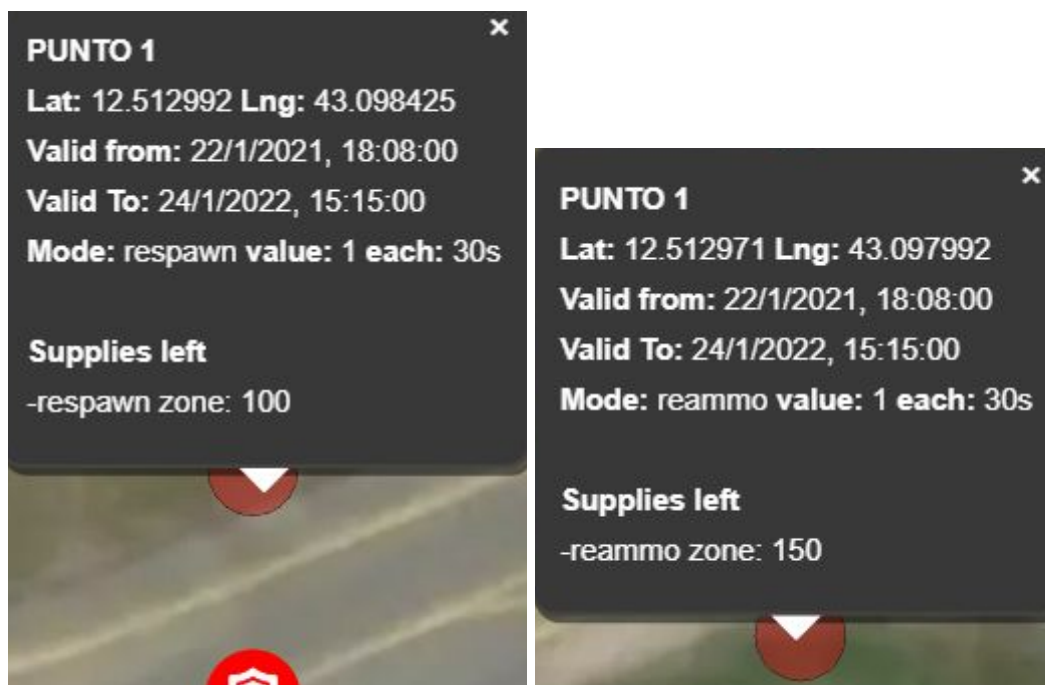 PUNTO 1
Lat: 12.512992 Lng: 43.098425
Valid from: 22/1/2021, 18:08:00
Valid To: 24/1/2022, 15:15:00
Mode: respawn value: 1 each: 30s
Supplies left
-respawn zone: 100
PUNTO 1
Lat: 12.512971 Lng: 43.097992
Valid from: 22/1/2021, 18:08:00
Valid To: 24/1/2022, 15:15:00
Mode: reammo value: 1 each: 30s
Supplies left
-reammo zone: 150